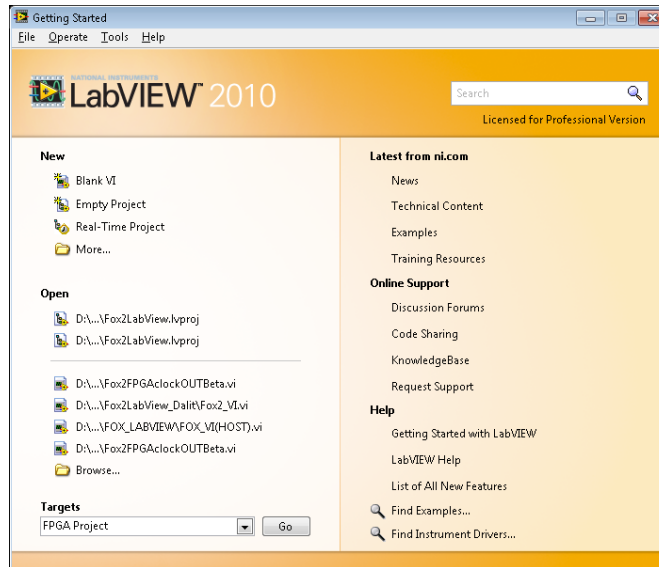 Getting Started
File Operate Tools Help
NATIONAL INSTRUMENTS
LabVIEW™ 2010
Search
Licensed for Professional Version
New
Blank VI
Empty Project
Real-Time Project
More...
Open
D:\...\Fox2LabView.lvproj
D:\...\Fox2LabView.lvproj
D:\...\Fox2FPGAclockOUTBeta.vi
D:\...\Fox2LabView_Dalit\Fox2_VI.vi
D:\...\FOX_LABVIEW\FOX_VI(HOST).vi
D:\...\Fox2FPGAclockOUTBeta.vi
Browse...
Targets
FPGA Project
Go
Latest from ni.com
News
Technical Content
Examples
Training Resources
Online Support
Discussion Forums
Code Sharing
KnowledgeBase
Request Support
Help
Getting Started with LabVIEW
LabVIEW Help
List of All New Features
Find Examples...
Find Instrument Drivers...